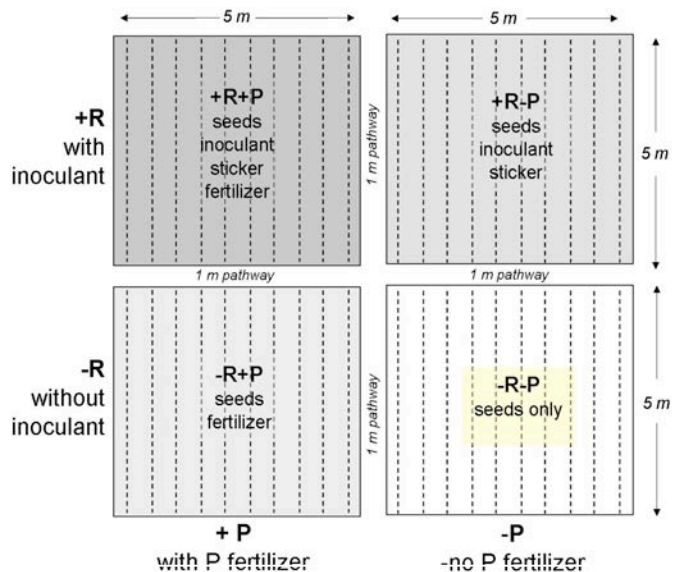 5 m
5 m
+R
with
inoculant
+R+P
seeds
inoculant
sticker
fertilizer
1 m pathway
+R-P
seeds
inoculant
sticker
5 m
1 m pathway
1 m pathway
-R
without
inoculant
-R+P
seeds
fertilizer
1 m pathway
-R-P
seeds only
5 m
+ P
with P fertilizer
-P
-no P fertilizer